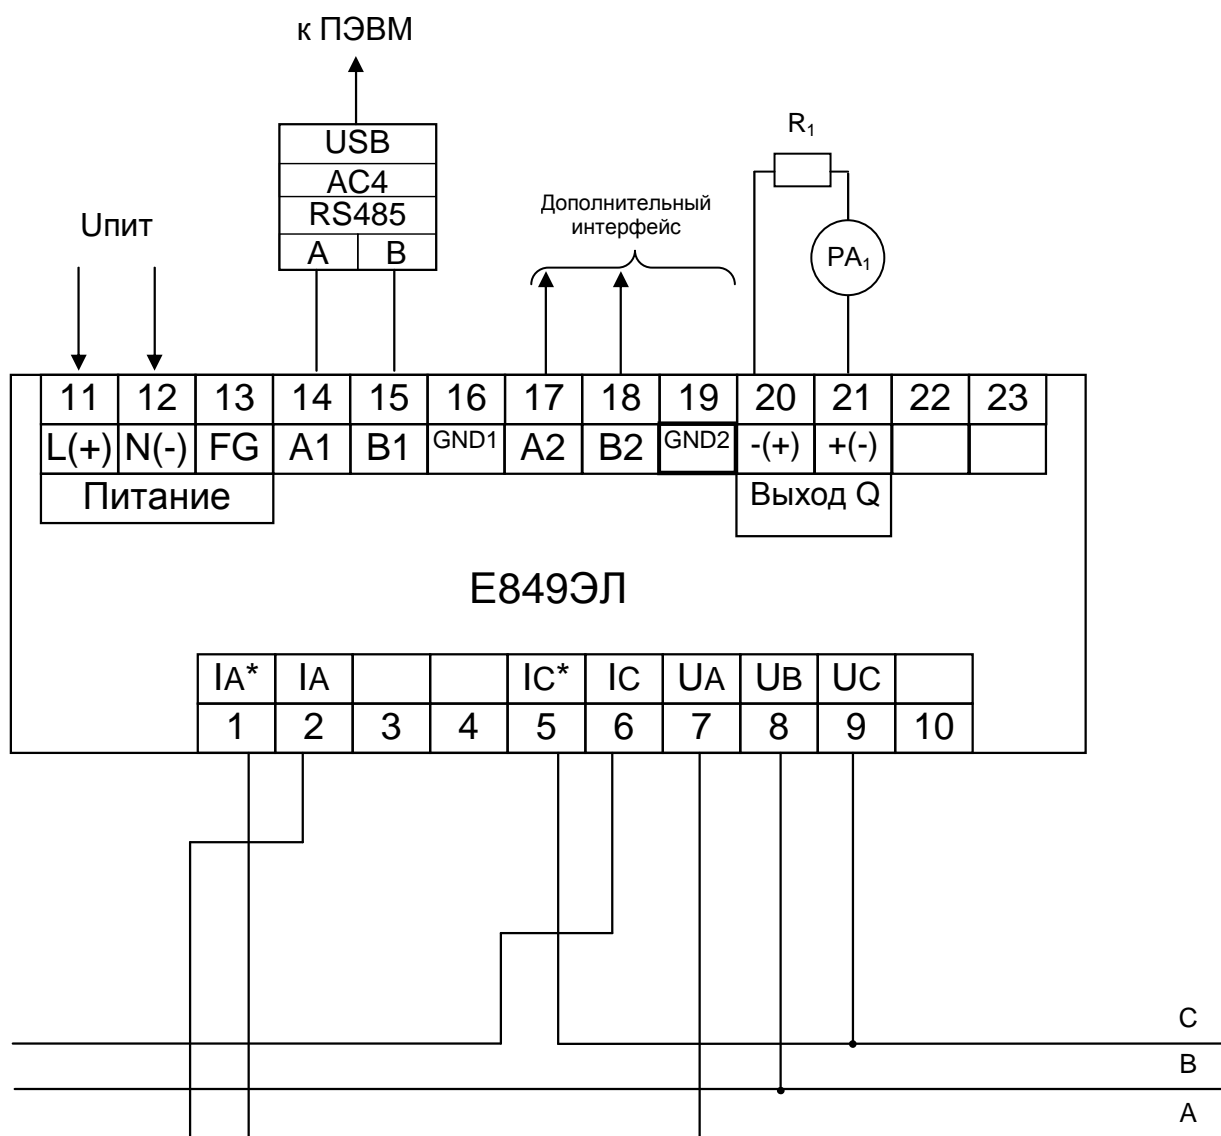 к ПЭВМ
USB
AC4
RS485
A B
Uпит
Дополнительный
интерфейс
R1
PA1
11 12 13 14 15 16 17 18 19 20 21 22 23
L(+) N(-) FG A1 B1 GND1 A2 B2 GND2 -(+) +(-)
Питание
Выход Q
Е849ЭЛ
IA* IA IC* IC UA UB UC
1 2 3 4 5 6 7 8 9 10
C
B
A